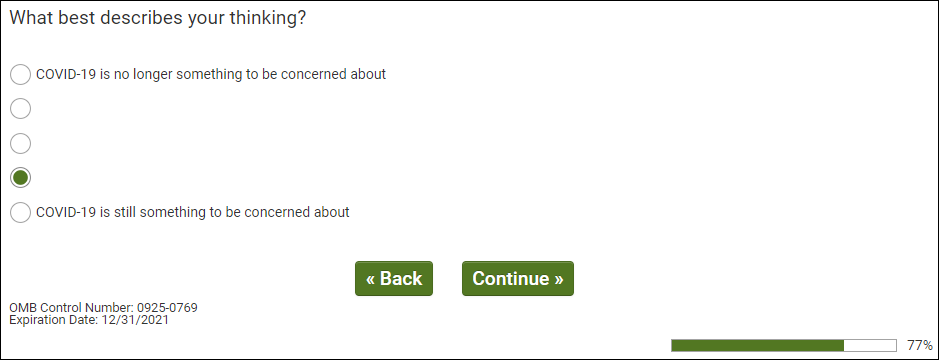 What best describes your thinking?
COVID-19 is no longer something to be concerned about
COVID-19 is still something to be concerned about
« Back
Continue »
OMB Control Number: 0925-0769
Expiration Date: 12/31/2021
77%